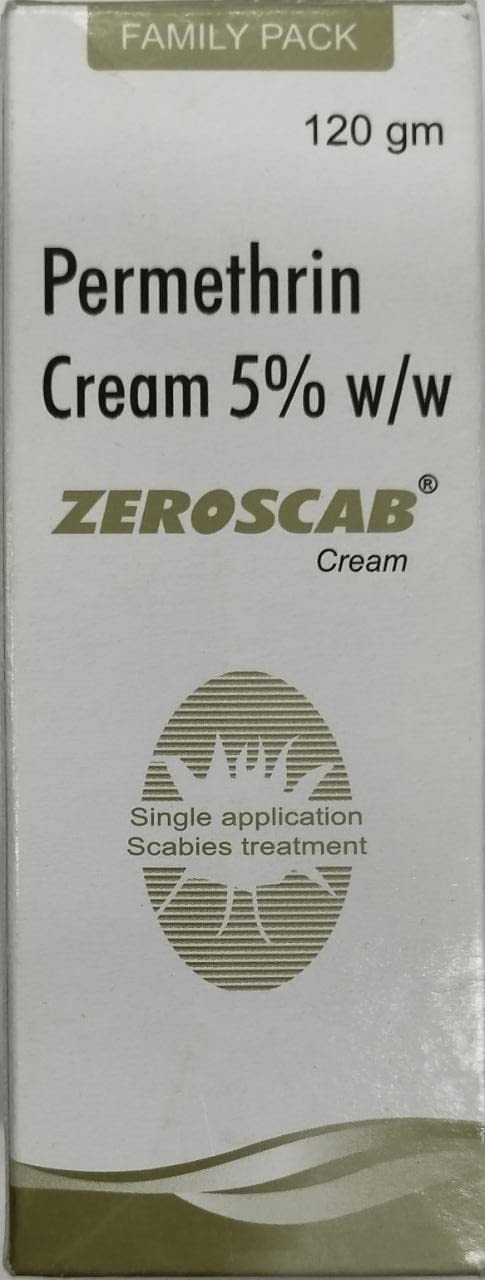 FAMILY PACK
120 gm
Permethrin
Cream 5% w/w
ZEROSCAB®
Cream
Single application
Scabies treatment